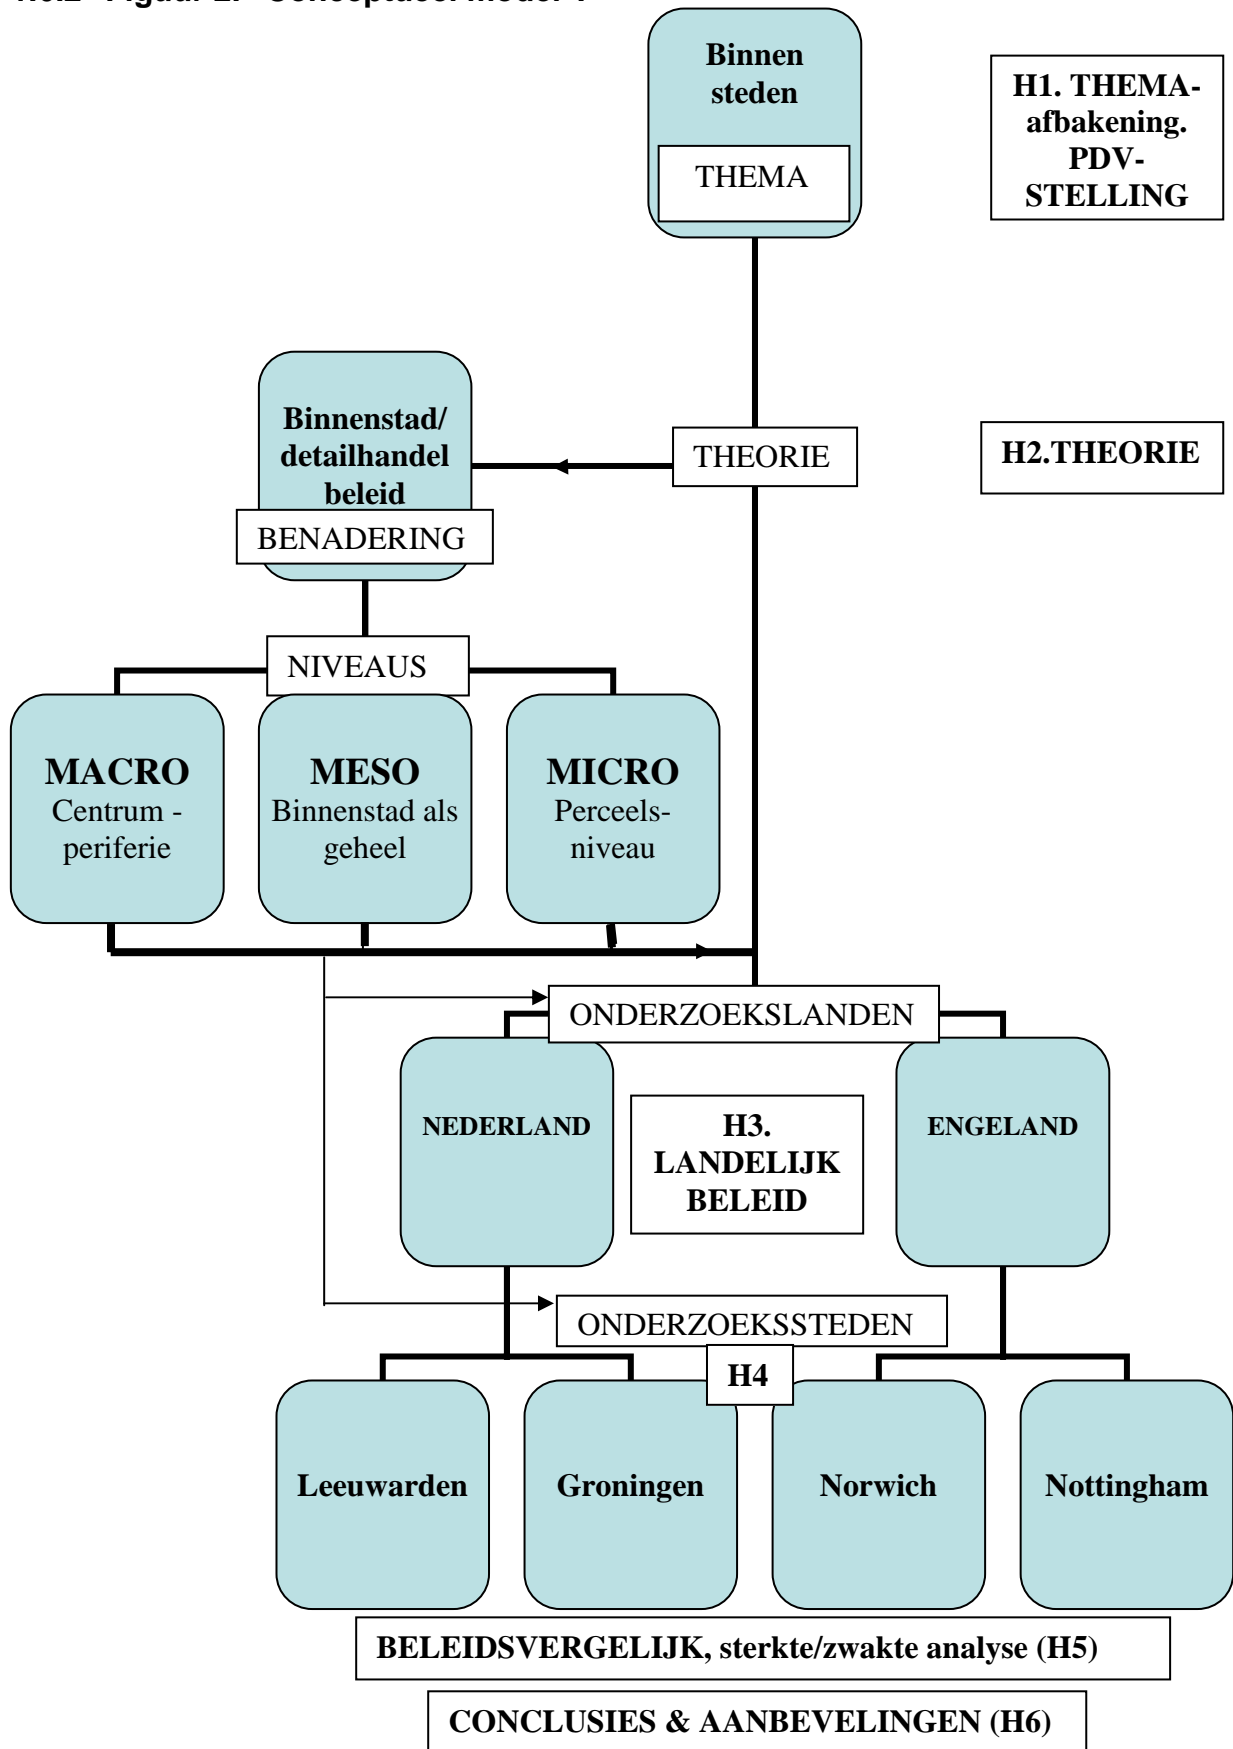 Binnen
steden
THEMA
H1. THEMA-
afbakening.
PDV-
STELLING
Binnenstad/
detailhandel
beleid
BENADERING
THEORIE
H2.THEORIE
NIVEAUS
MACRO
Centrum -
periferie
MESO
Binnenstad als
geheel
MICRO
Perceels-
niveau
ONDERZOEKSLANDEN
NEDERLAND
H3.
LANDELIJK
BELEID
ENGELAND
ONDERZOEKSSTEDEN
H4
Leeuwarden
Groningen
Norwich
Nottingham
BELEIDSVERGELIJK, sterkte/zwakte analyse (H5)
CONCLUSIES & AANBEVELINGEN (H6)